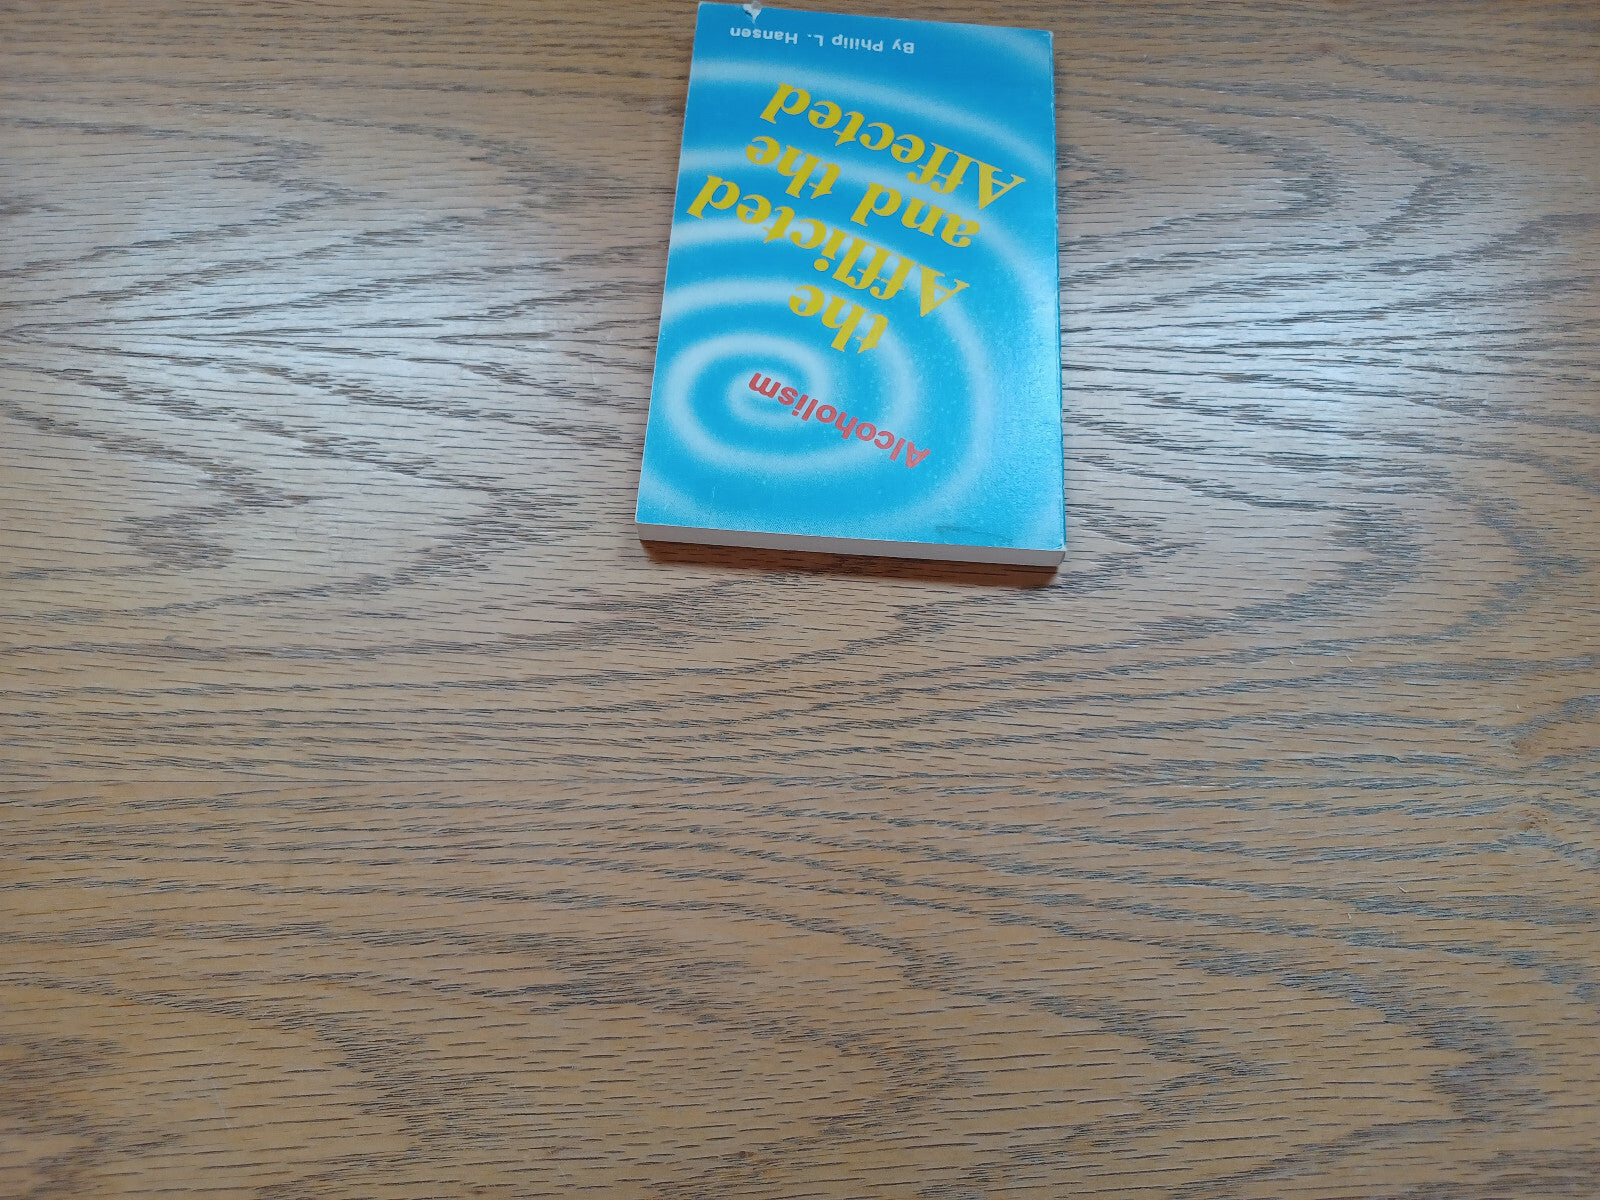 Alcoholism
the
Afflicted
and the
Affected
By Philip L. Hansen